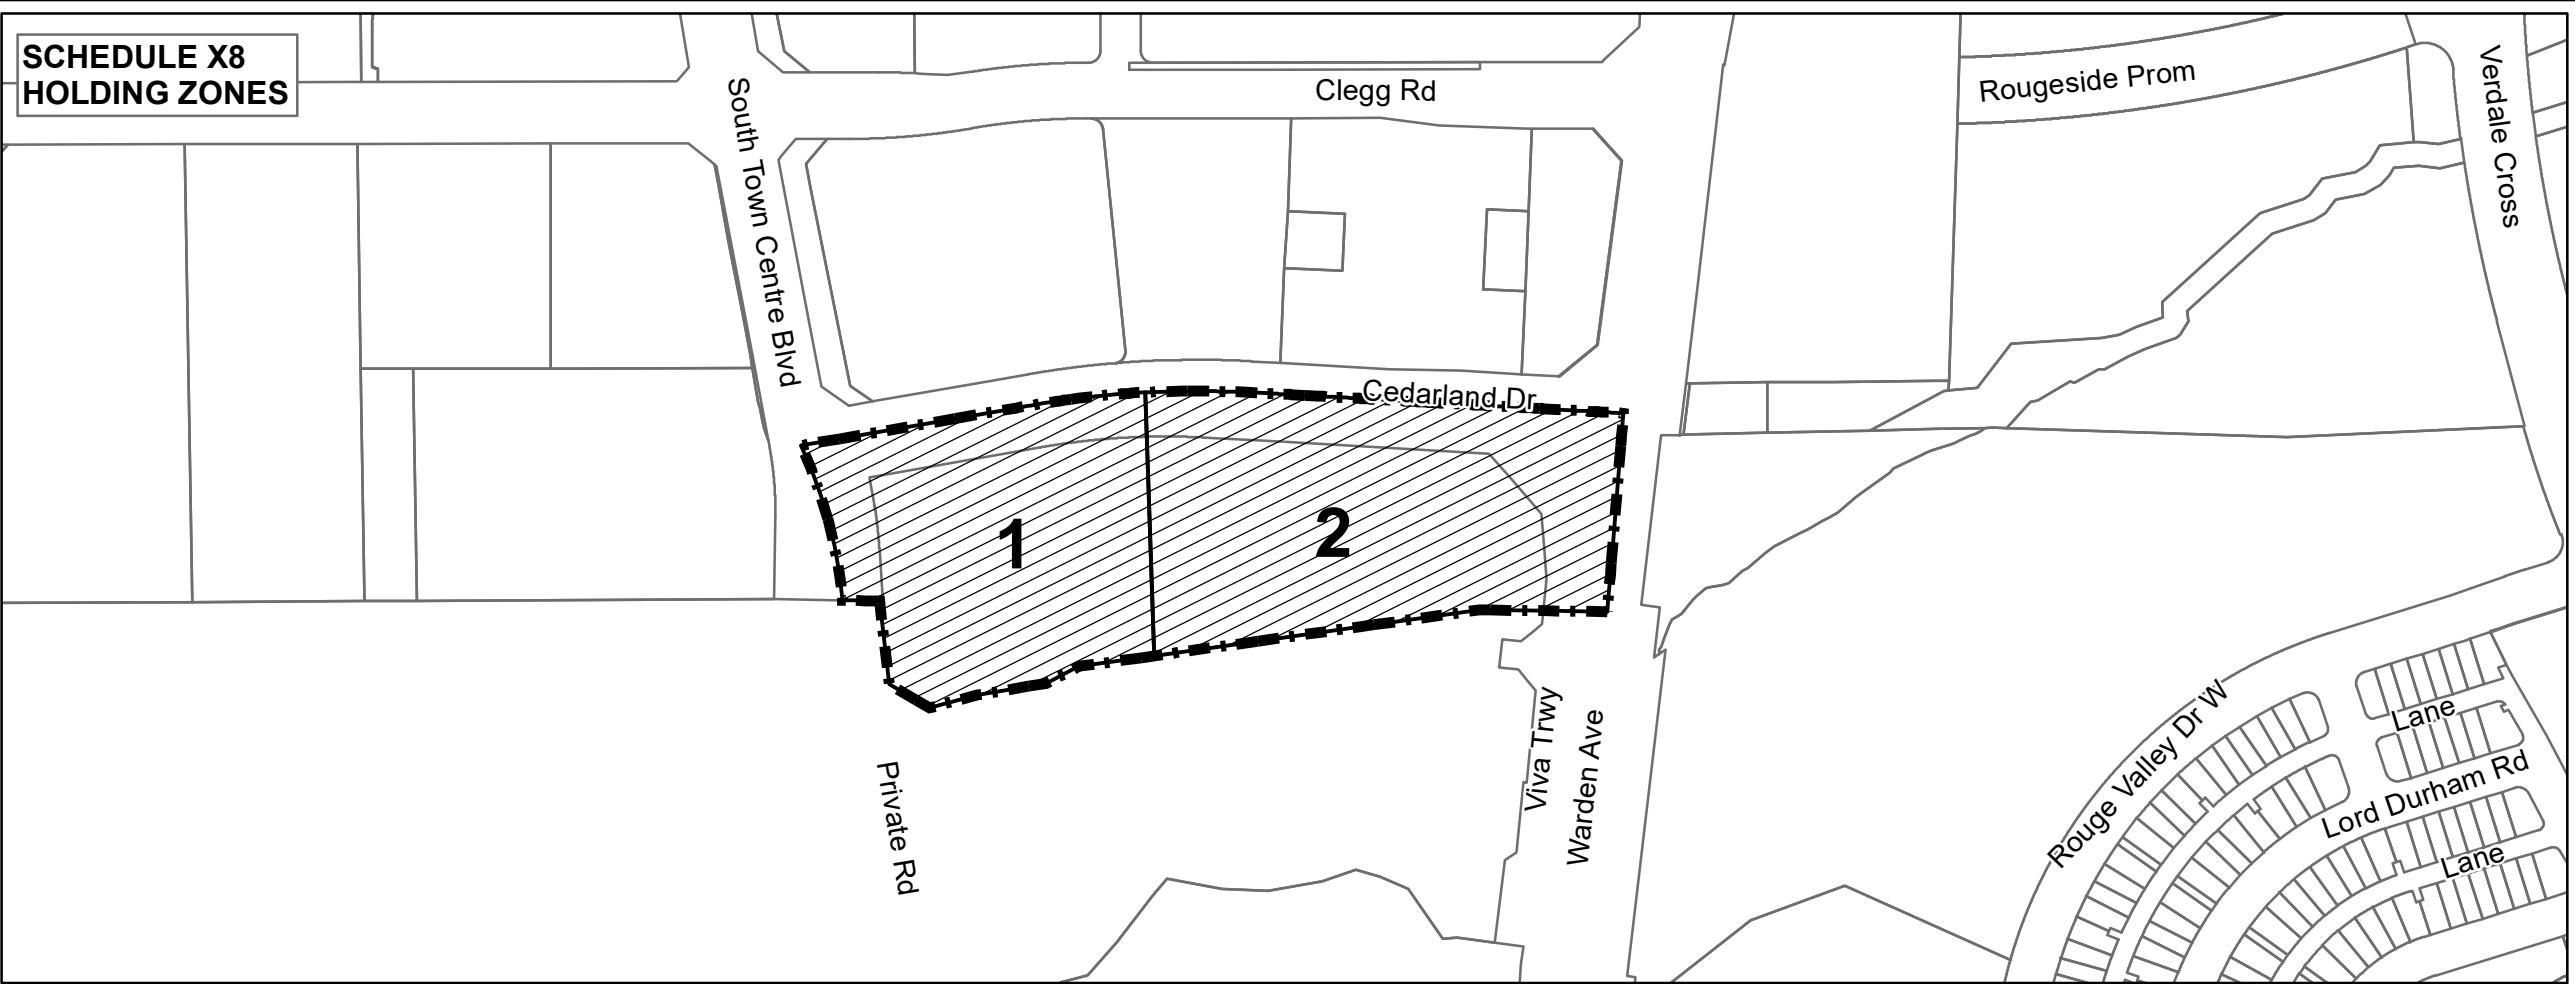 SCHEDULE X8
HOLDING ZONES
Clegg Rd
Rougeside Prom
Verdale Cross
South Town Centre Blvd
Cedarland Dr
1
2
Viva Trwy
Warden Ave
Private Rd
Rouge Valley Dr W
Lane
Lord Durham Rd
Lane